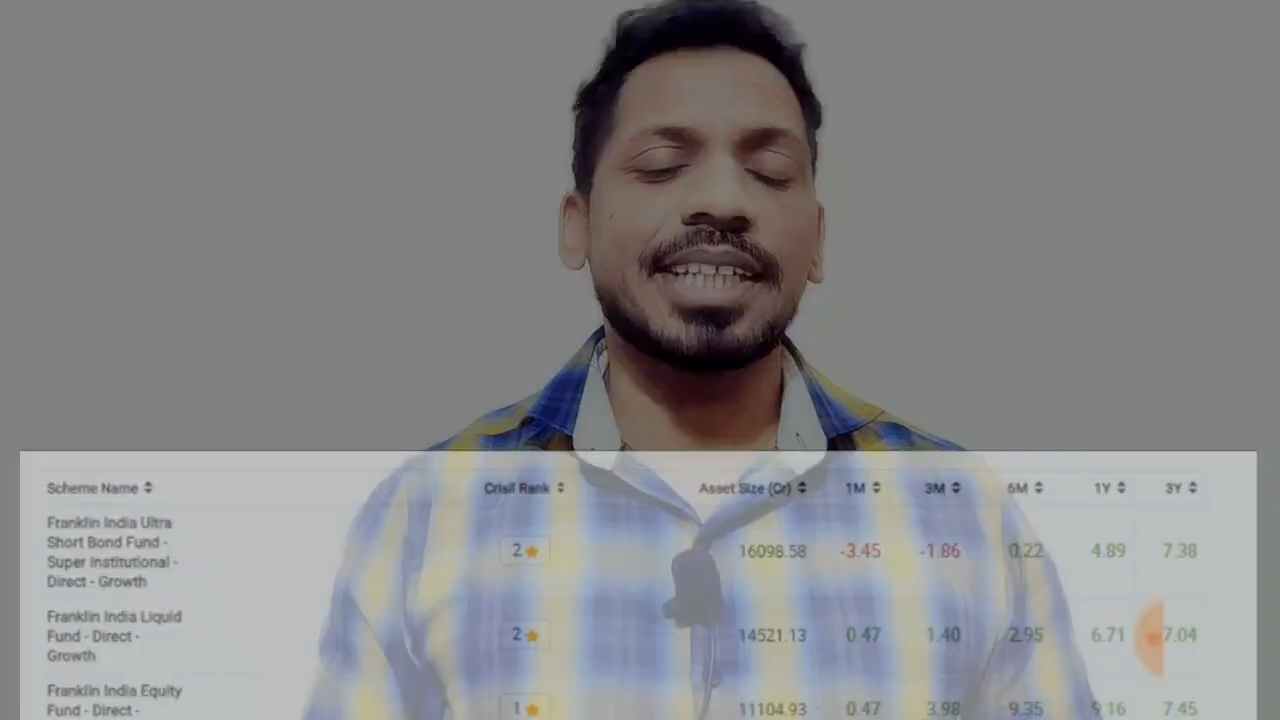 Scheme Name Crisil Rank Asset Size (Cr) 1M 3M 6M 1Y 3Y
Franklin India Ultra
Short Bond Fund -
Super Institutional -
Direct - Growth
2 16098.58 -3.45 -1.86 0.22 4.89 7.38
Franklin India Liquid
Fund - Direct -
Growth
2 14521.13 0.47 1.40 2.95 6.71 7.04
Franklin India Equity
Fund - Direct -
1 11104.93 0.47 3.98 9.35 9.16 7.45